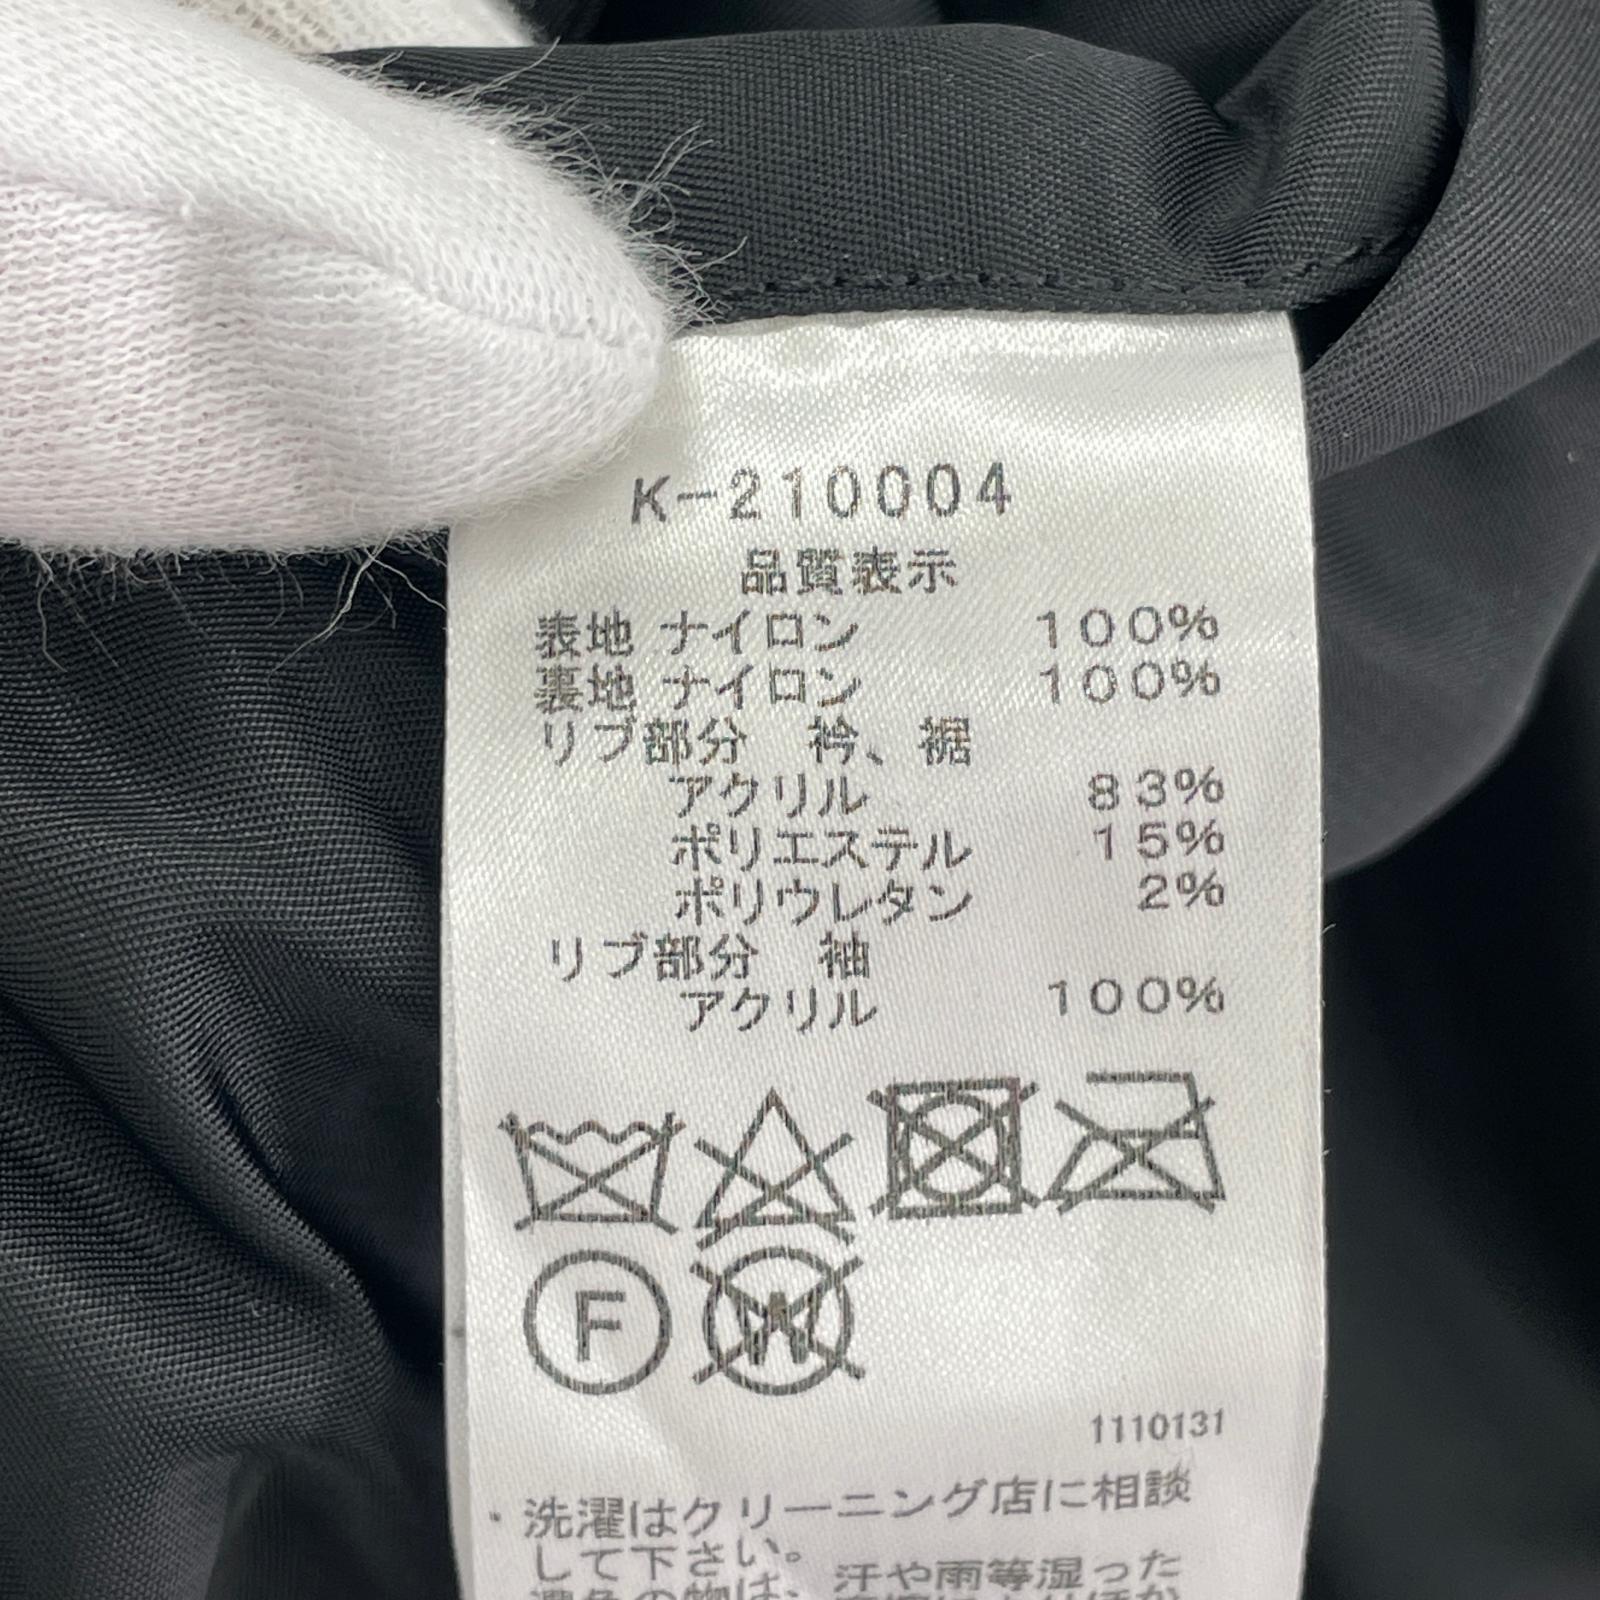 K-210004
品質表示
表地 ナイロン 100%
裏地 ナイロン 100%
リブ部分 衿、裾
アクリル 83%
ポリエステル 15%
ポリウレタン 2%
リブ部分 袖
アクリル 100%
F W
1110131
・洗濯はクリーニング店に相談
して下さい。 汗や雨等湿った